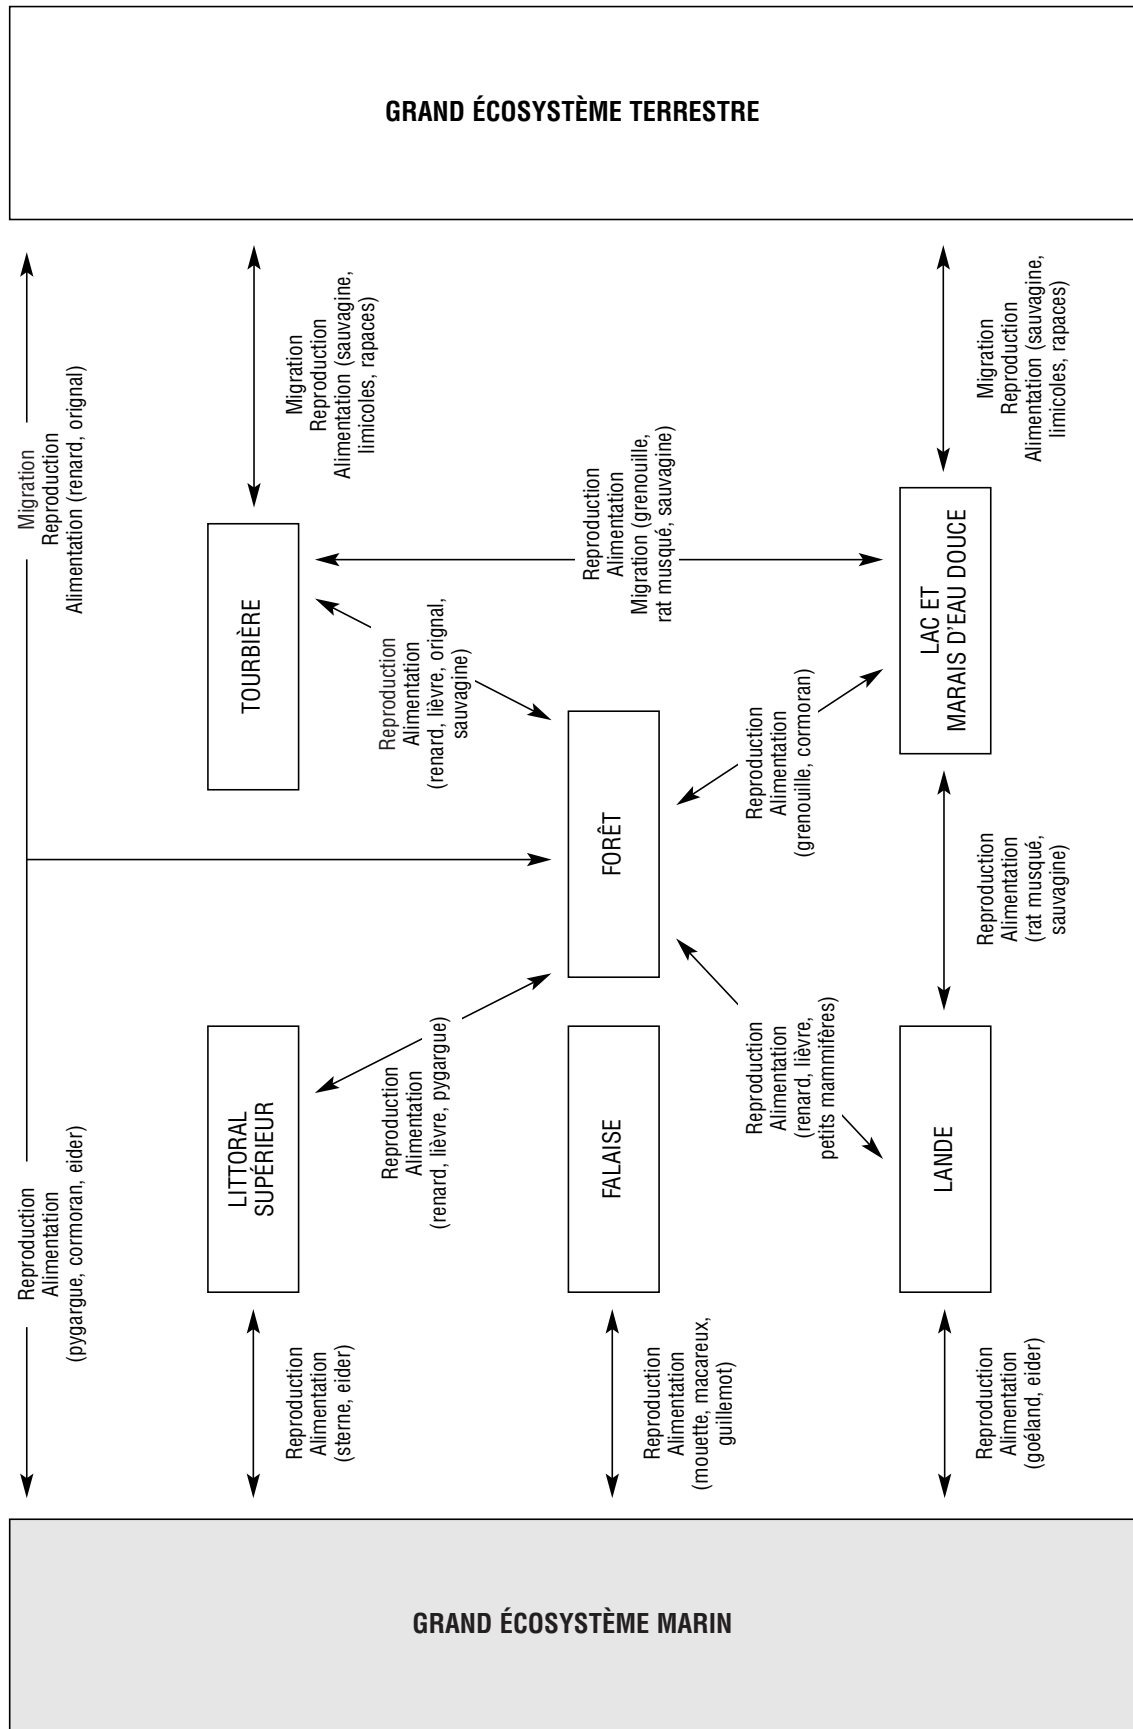 GRAND ÉCOSYSTÈME TERRESTRE
Migration
Reproduction
Alimentation (renard, orignal)
Migration
Reproduction
Alimentation (sauvagine,
limicoles, rapaces)
Migration
Reproduction
Alimentation (sauvagine,
limicoles, rapaces)
TOURBIÈRE
Reproduction
Alimentation
Migration (grenouille,
rat musqué, sauvagine)
LAC ET
MARAIS D'EAU DOUCE
Reproduction
Alimentation
(renard, lièvre, orignal,
sauvagine)
FORÊT
Reproduction
Alimentation
(grenouille, cormoran)
Reproduction
Alimentation
(rat musqué,
sauvagine)
Reproduction
Alimentation
(pygargue, cormoran, eider)
LITTORAL
SUPÉRIEUR
Reproduction
Alimentation
(renard, lièvre, pygargue)
FALAISE
Reproduction
Alimentation
(renard, lièvre,
petits mammifères)
LANDE
Reproduction
Alimentation
(sterne, eider)
Reproduction
Alimentation
(mouette, macareux,
guillemot)
Reproduction
Alimentation
(goéland, eider)
GRAND ÉCOSYSTÈME MARIN